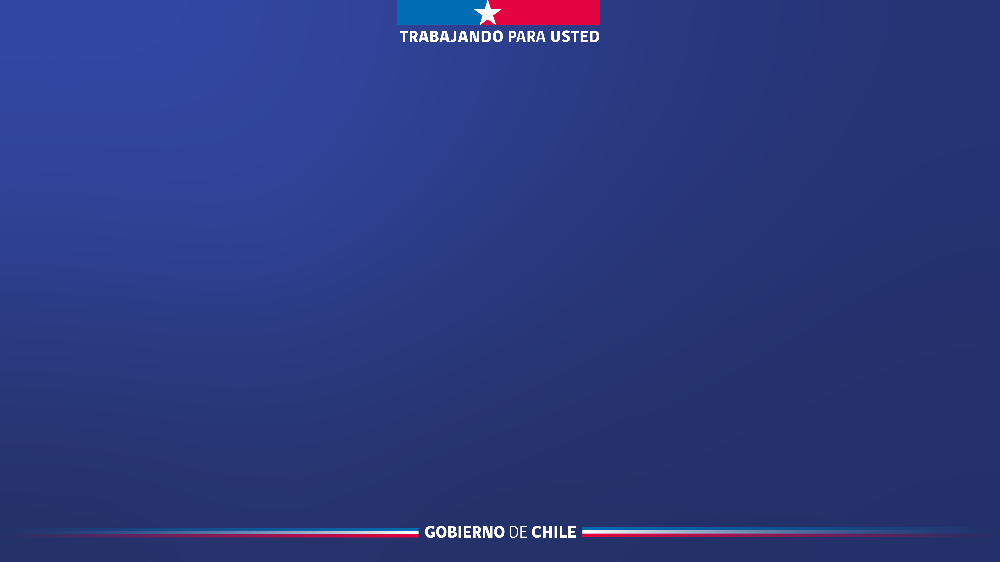 TRABAJANDO PARA USTED
GOBIERNO DE CHILE